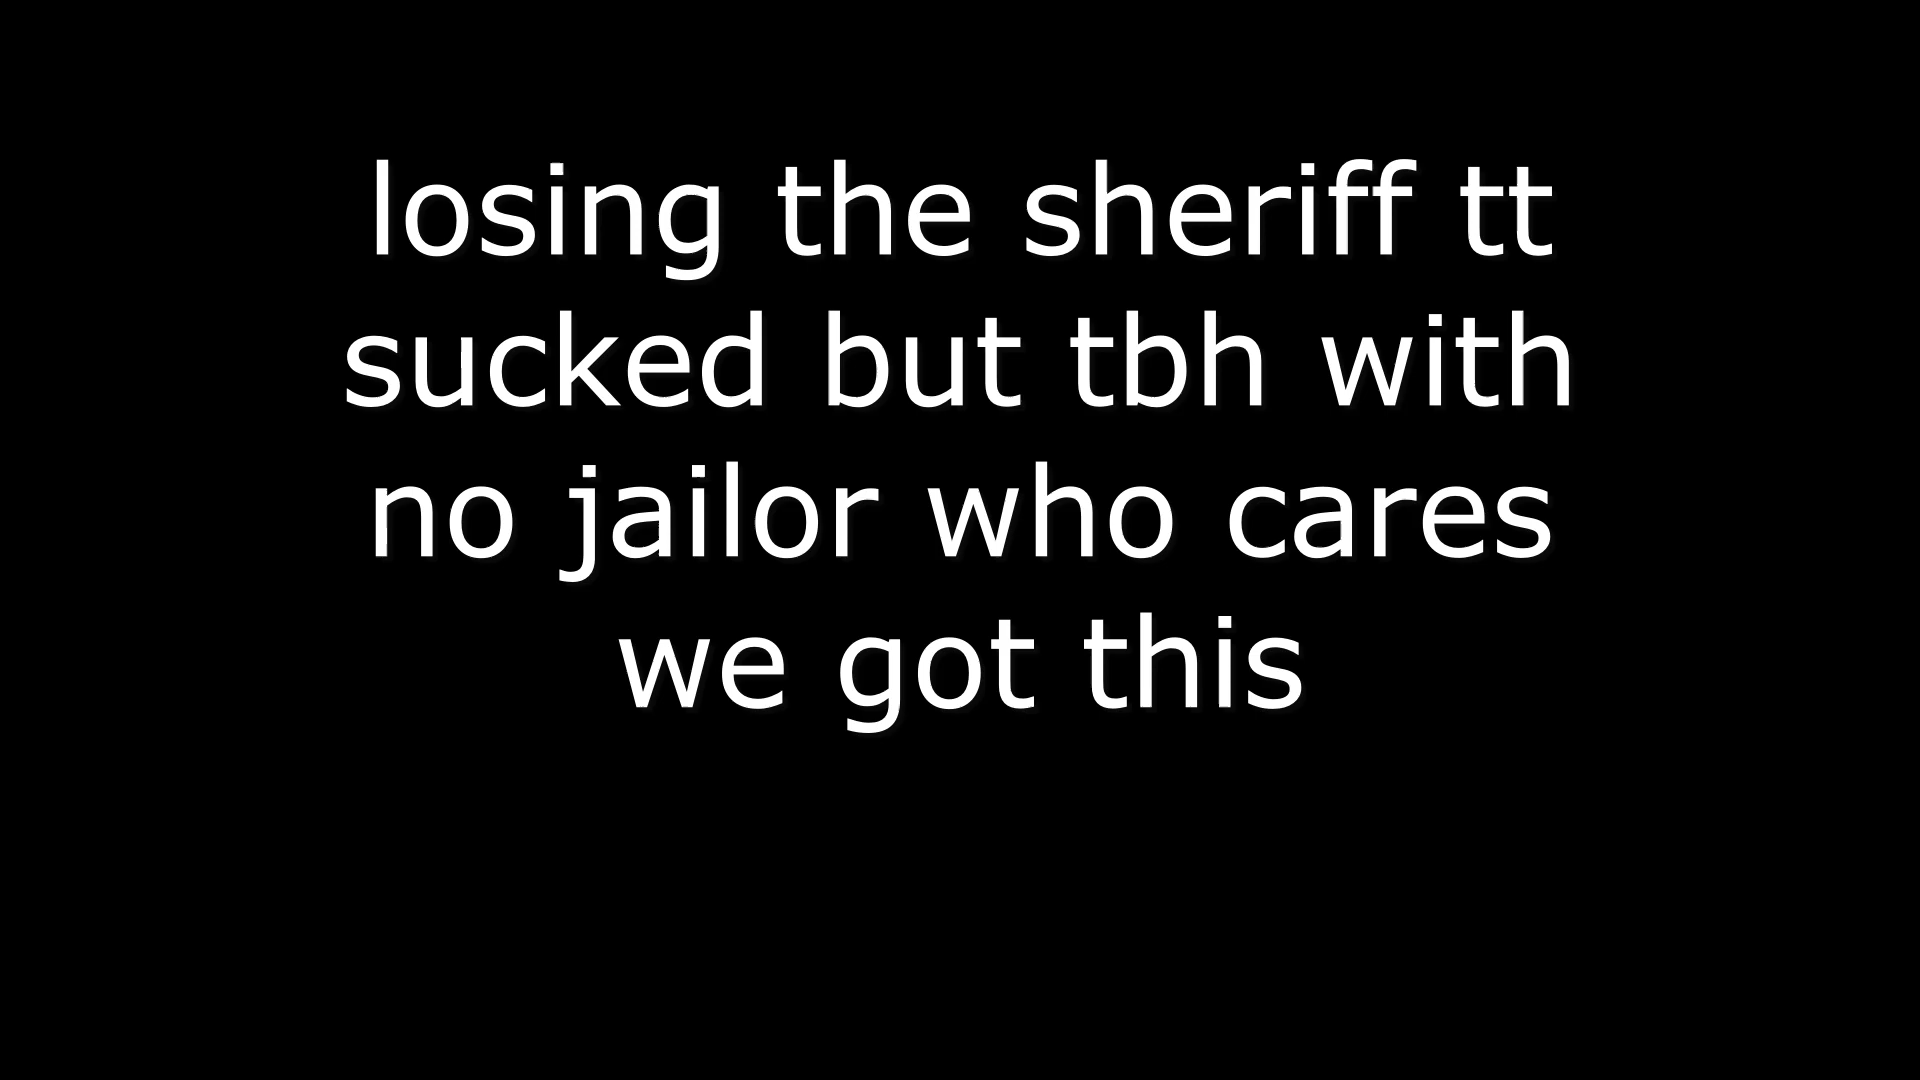 losing the sheriff tt
sucked but tbh with
no jailor who cares
we got this